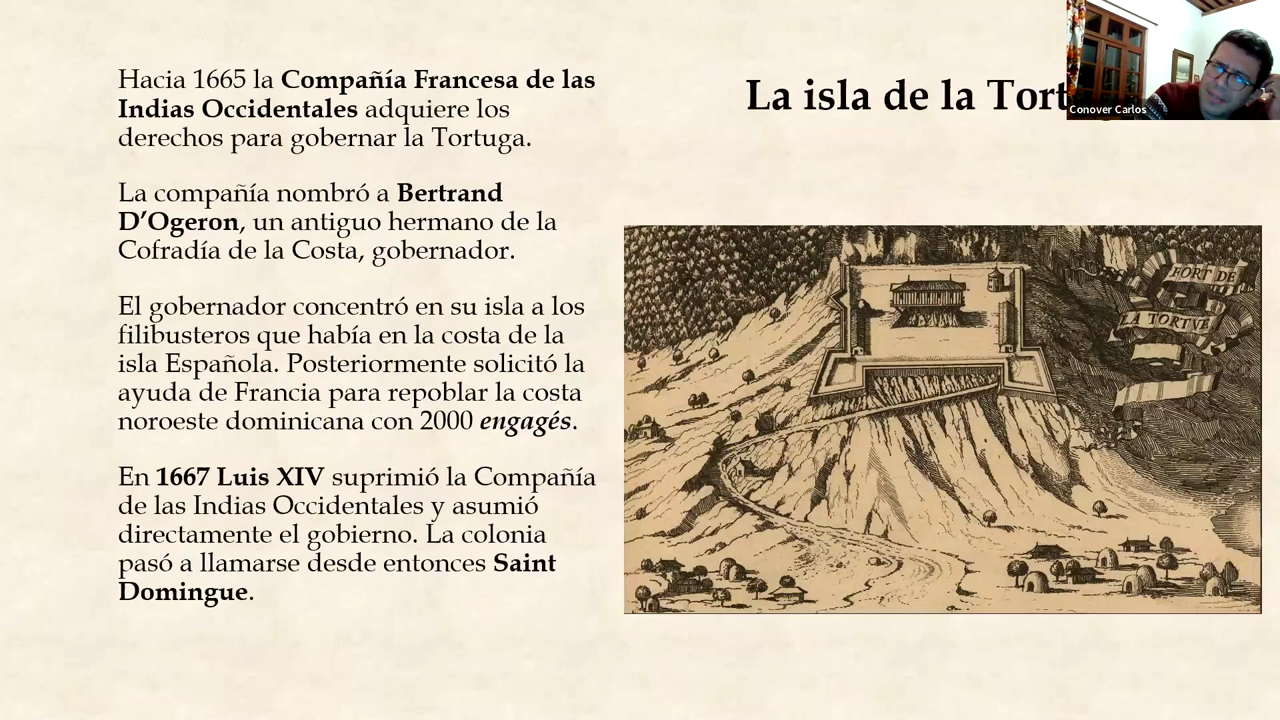 Hacia 1665 la Compañía Francesa de las
Indias Occidentales adquiere los
derechos para gobernar la Tortuga.
La compañía nombró a Bertrand
D’Ogeron, un antiguo hermano de la
Cofradía de la Costa, gobernador.
El gobernador concentró en su isla a los
filibusteros que había en la costa de la
isla Española. Posteriormente solicitó la
ayuda de Francia para repoblar la costa
noroeste dominicana con 2000 engagés.
En 1667 Luis XIV suprimió la Compañía
de las Indias Occidentales y asumió
directamente el gobierno. La colonia
pasó a llamarse desde entonces Saint
Domingue.
La isla de la Tort
Conover Carlos
FORT DE
LA TORTVE